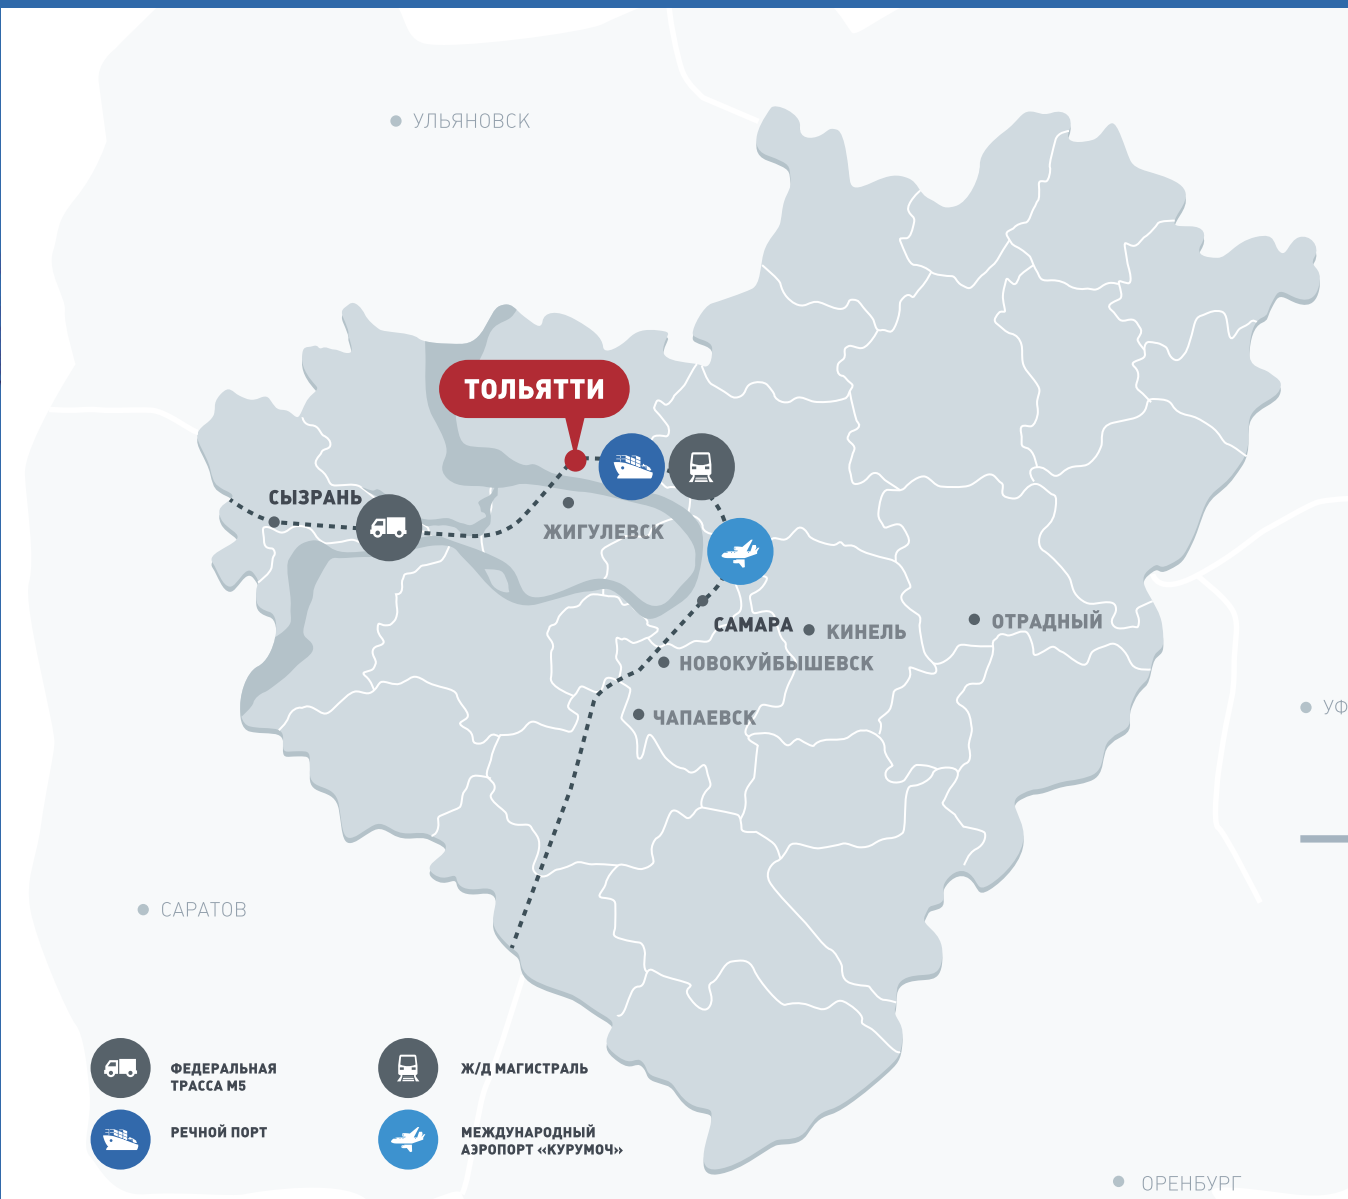 УЛЬЯНОВСК
ТОЛЬЯТТИ
СЫЗРАНЬ
ЖИГУЛЕВСК
САМАРА
КИНЕЛЬ
ОТРАДНЫЙ
НОВОКУЙБЫШЕВСК
ЧАПАЕВСК
УФ
САРАТОВ
ФЕДЕРАЛЬНАЯ
ТРАССА М5
Ж/Д МАГИСТРАЛЬ
РЕЧНОЙ ПОРТ
МЕЖДУНАРОДНЫЙ
АЭРОПОРТ «КУРУМОЧ»
ОРЕНБУРГ